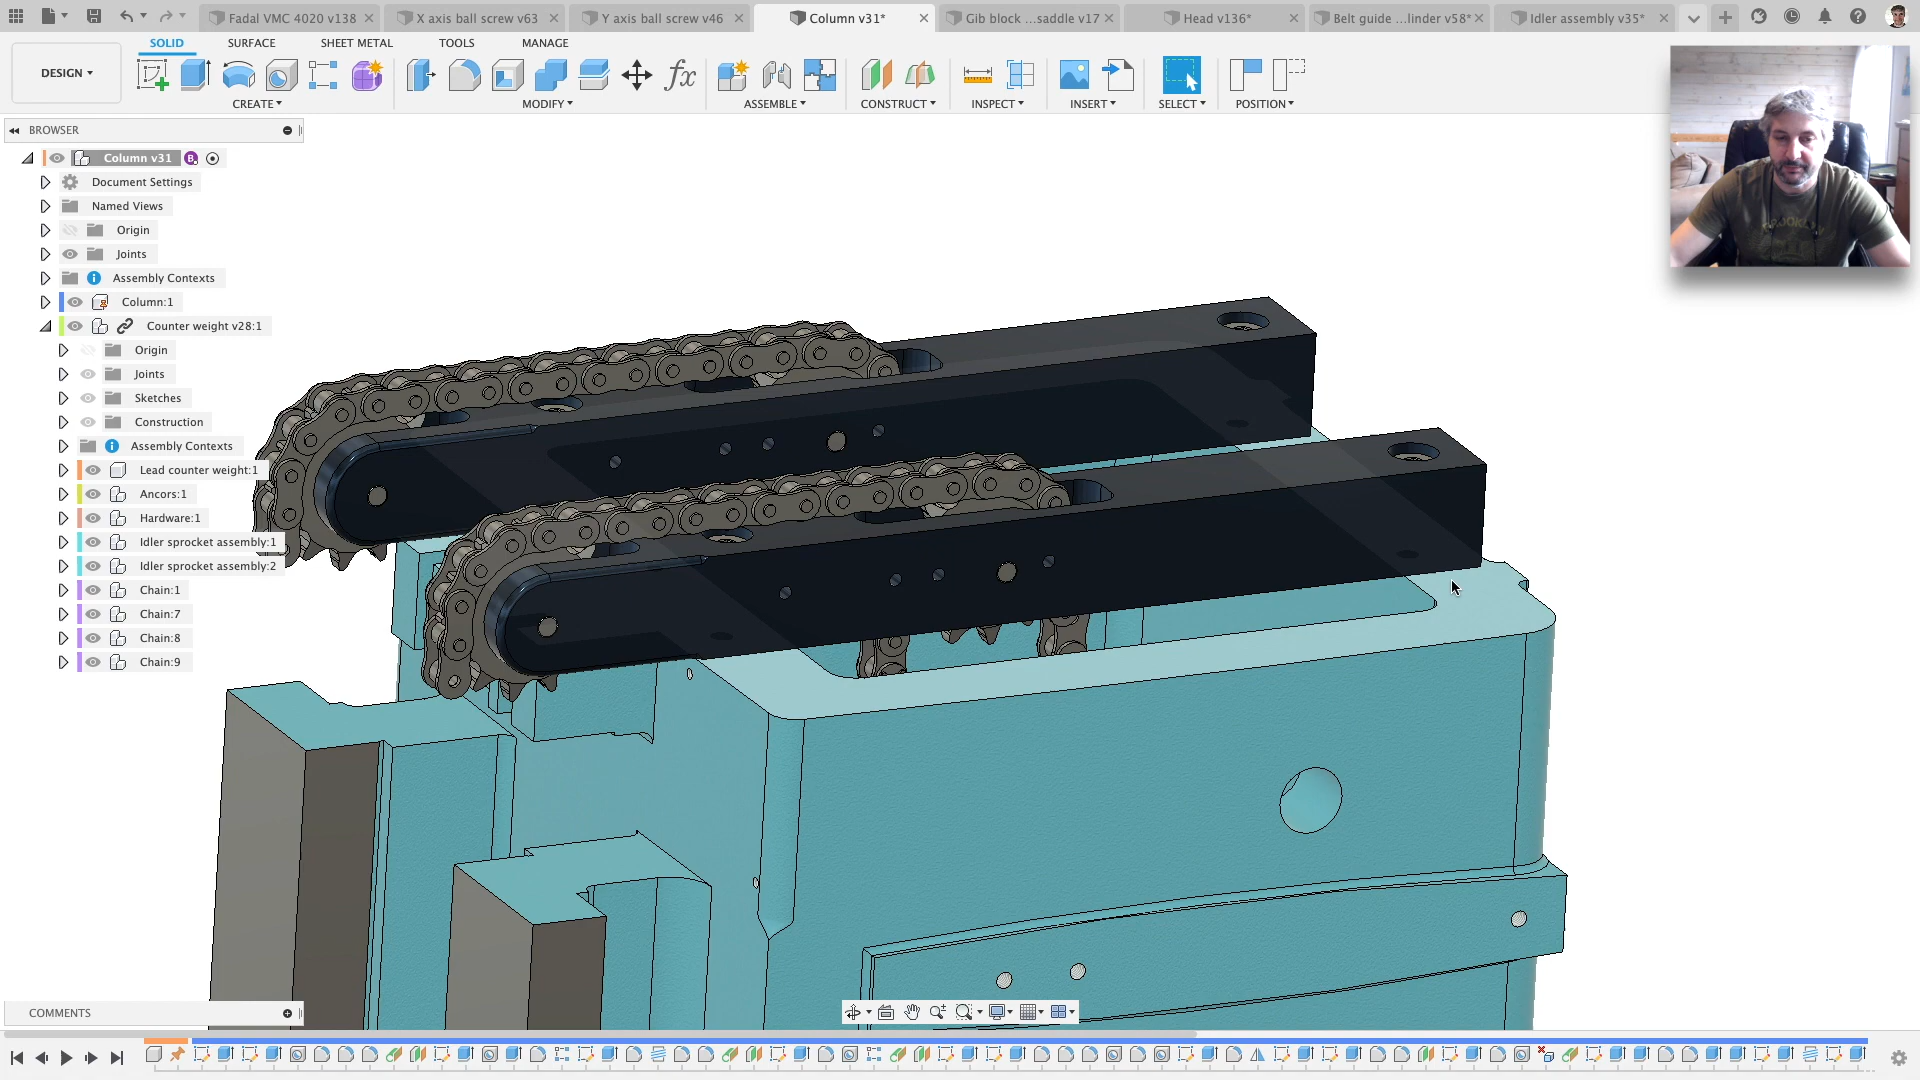 Fadal VMC 4020 v138
X axis ball screw v63
Y axis ball screw v46
Column v31*
Gib block ...saddle v17
Head v136*
Belt guide ...linder v58*
Idler assembly v35*
DESIGN
SOLID
SURFACE
SHEET METAL
TOOLS
MANAGE
CREATE
MODIFY
ASSEMBLE
CONSTRUCT
INSPECT
INSERT
SELECT
POSITION
fx
BROWSER
Column v31
B
Document Settings
Named Views
Origin
Joints
Assembly Contexts
Column:1
Counter weight v28:1
Origin
Joints
Sketches
Construction
Assembly Contexts
Lead counter weight:1
Ancors:1
Hardware:1
Idler sprocket assembly:1
Idler sprocket assembly:2
Chain:1
Chain:7
Chain:8
Chain:9
COMMENTS